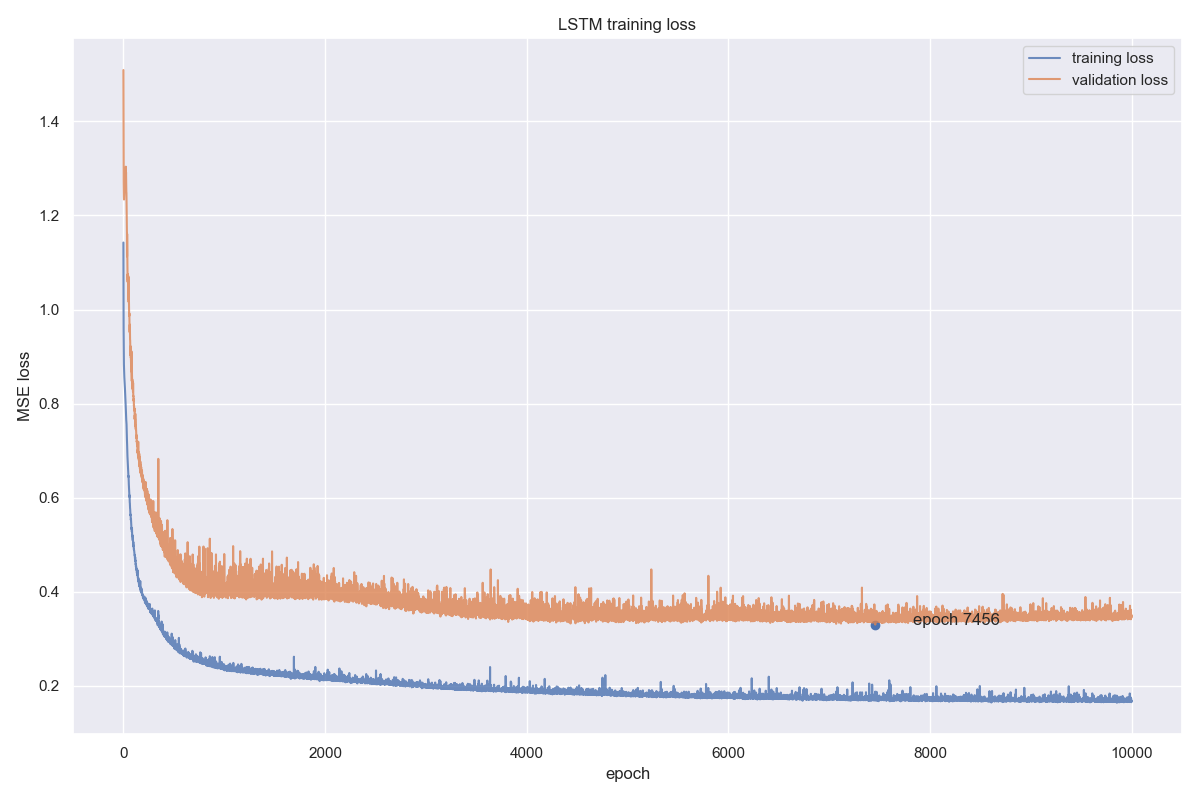 LSTM training loss
training loss
validation loss
MSE loss
1.4
1.2
1.0
0.8
0.6
0.4
0.2
epoch 7456
0
2000
4000
6000
8000
10000
epoch